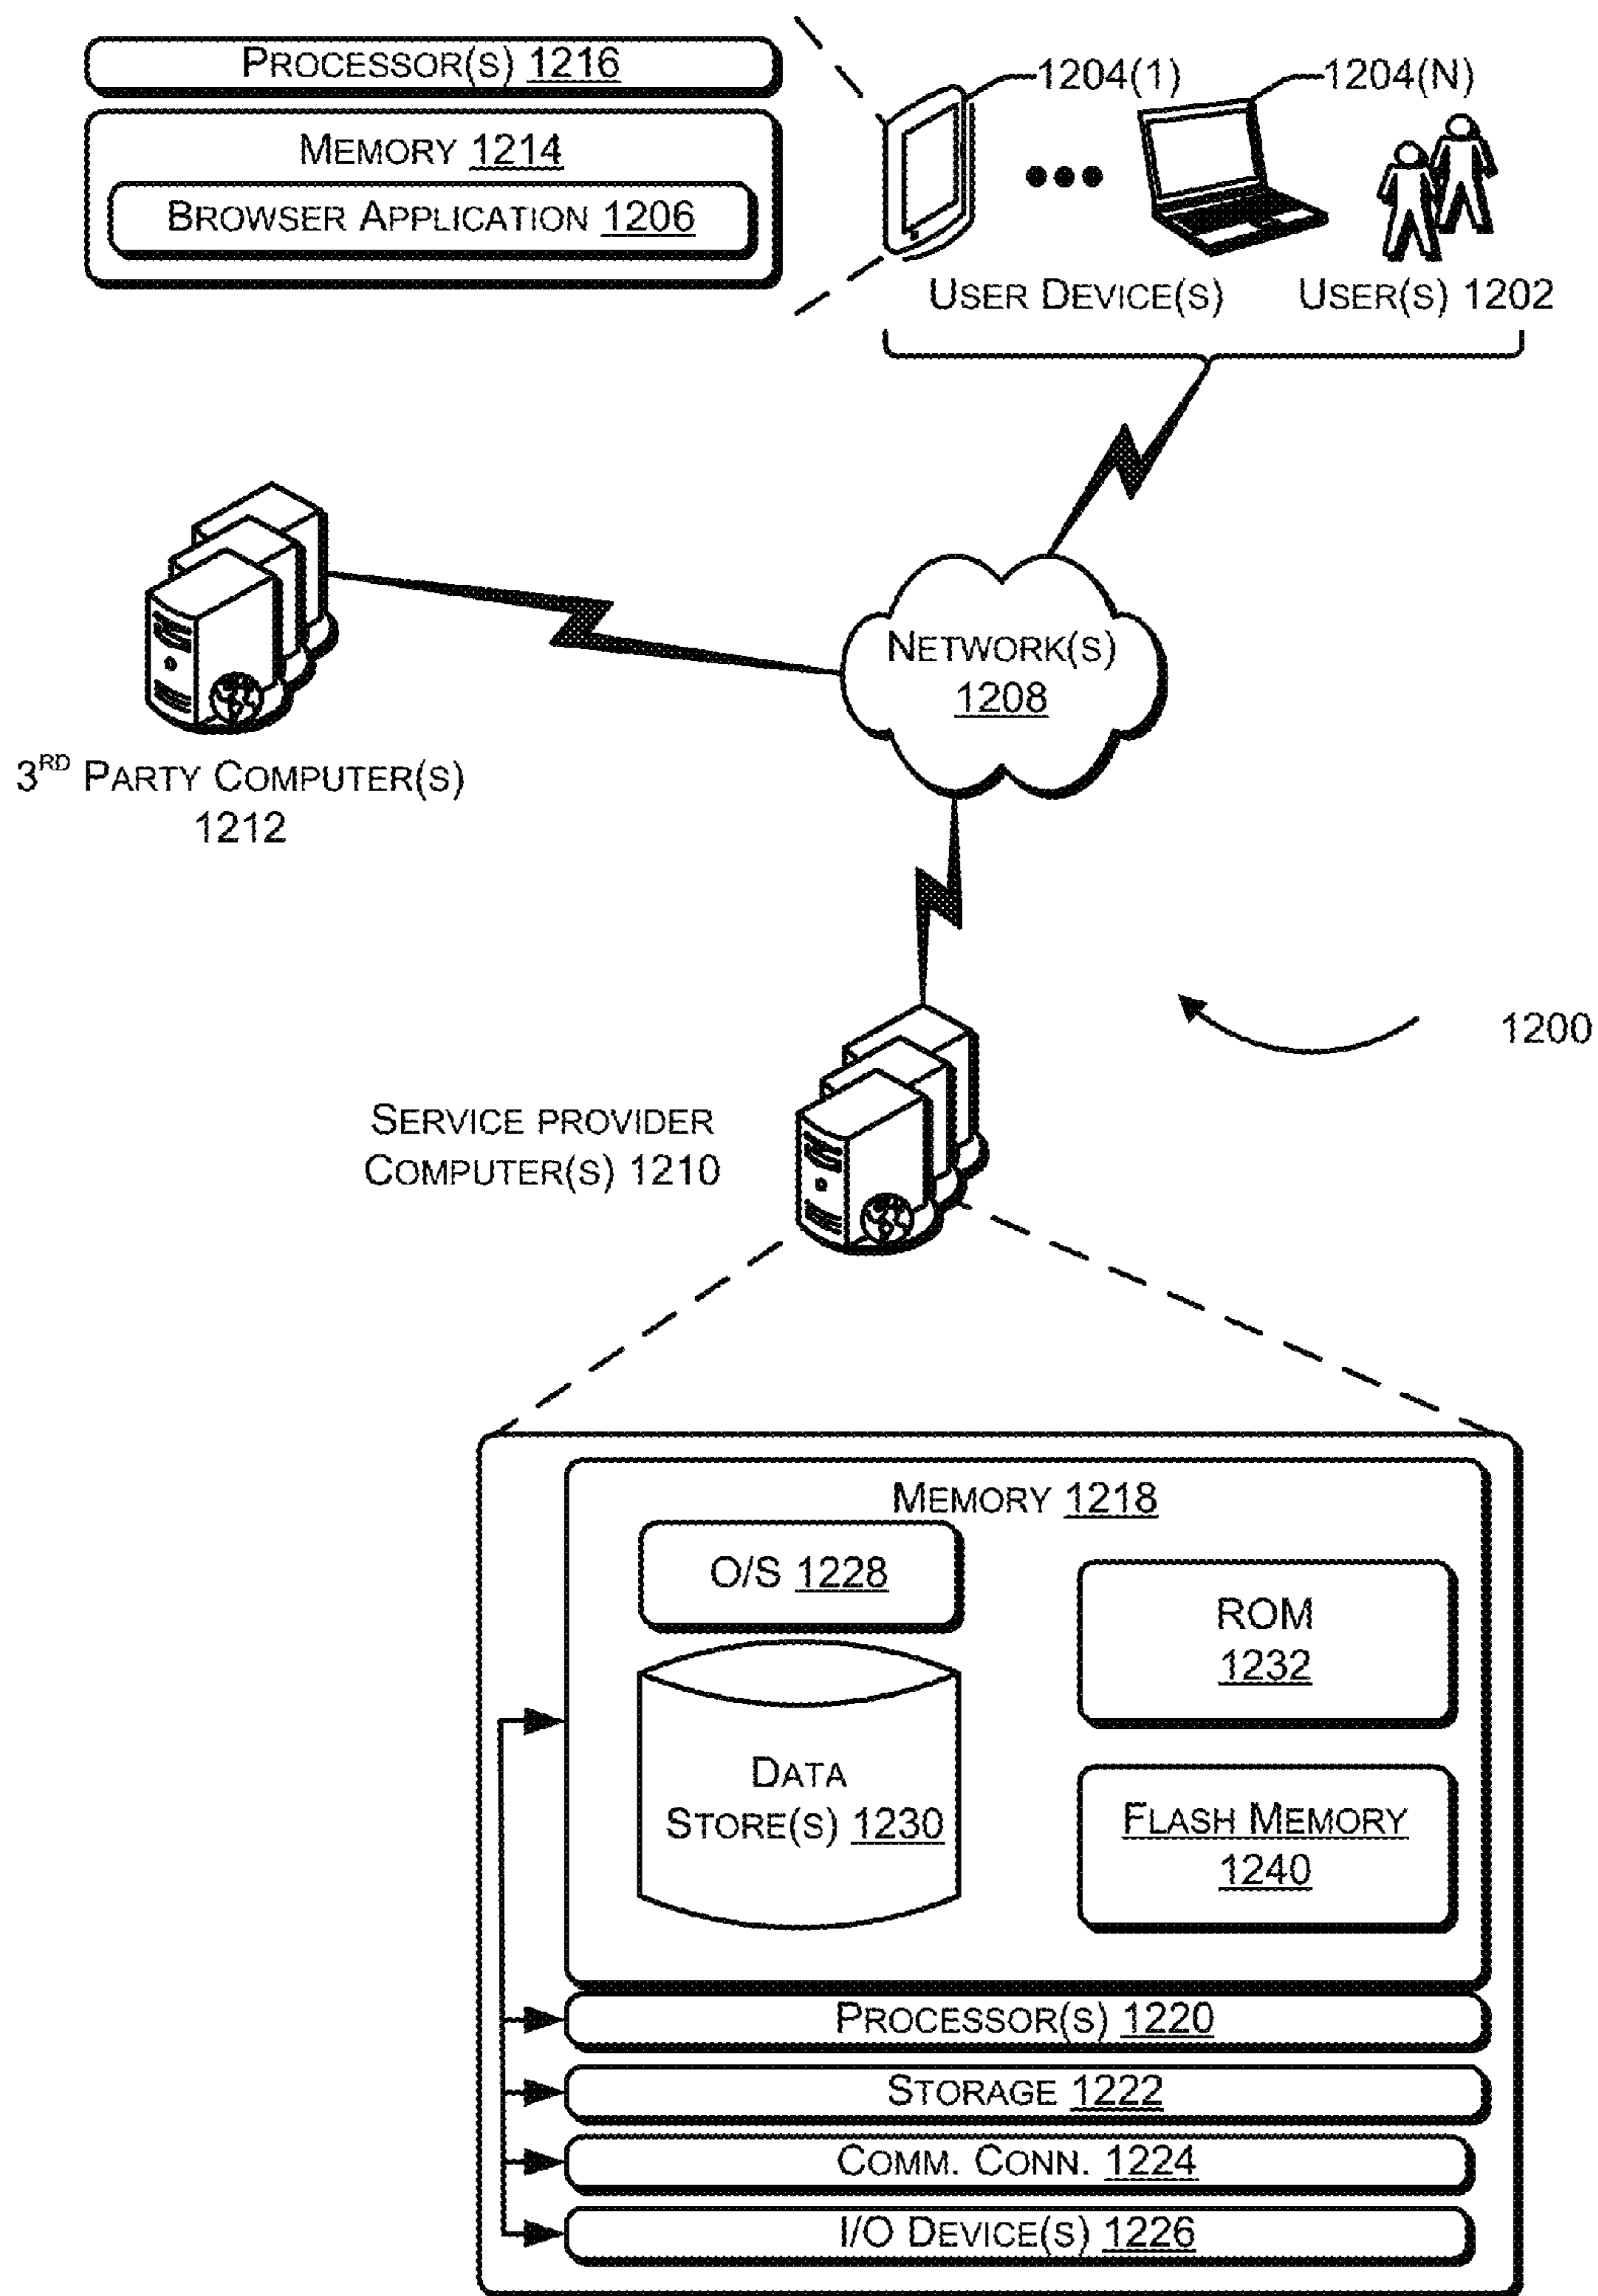 PROCESSOR(S) 1216
MEMORY 1214
BROWSER APPLICATION 1206
1204(1)
1204(N)
USER DEVICE(S)
USER(S) 1202
NETWORK(S)
1208
3RD PARTY COMPUTER(S)
1212
1200
SERVICE PROVIDER
COMPUTER(S) 1210
MEMORY 1218
O/S 1228
ROM
1232
DATA
STORE(S) 1230
FLASH MEMORY
1240
PROCESSOR(S) 1220
STORAGE 1222
COMM. CONN. 1224
I/O DEVICE(S) 1226